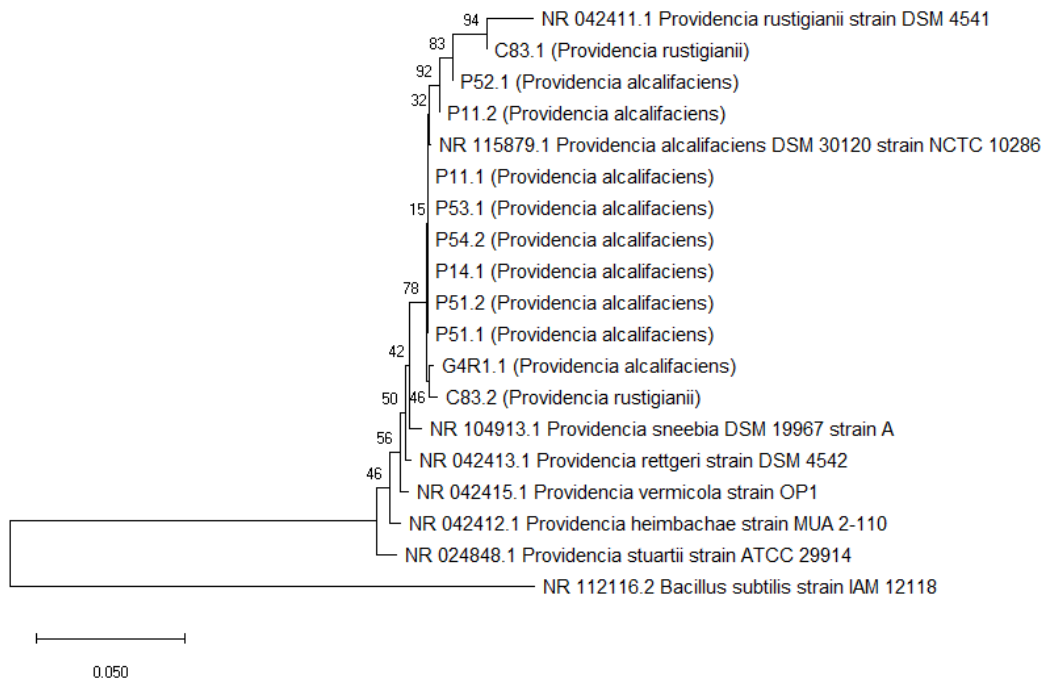 94
NR 042411.1 Providencia rustigianii strain DSM 4541
C83.1 (Providencia rustigianii)
83
P52.1 (Providencia alcalifaciens)
92
P11.2 (Providencia alcalifaciens)
32
NR 115879.1 Providencia alcalifaciens DSM 30120 strain NCTC 10286
P11.1 (Providencia alcalifaciens)
15
P53.1 (Providencia alcalifaciens)
P54.2 (Providencia alcalifaciens)
P14.1 (Providencia alcalifaciens)
78
P51.2 (Providencia alcalifaciens)
P51.1 (Providencia alcalifaciens)
42
G4R1.1 (Providencia alcalifaciens)
50
46
C83.2 (Providencia rustigianii)
NR 104913.1 Providencia sneebia DSM 19967 strain A
56
NR 042413.1 Providencia rettgeri strain DSM 4542
46
NR 042415.1 Providencia vermicola strain OP1
NR 042412.1 Providencia heimbachae strain MUA 2-110
NR 024848.1 Providencia stuartii strain ATCC 29914
NR 112116.2 Bacillus subtilis strain IAM 12118
0.050